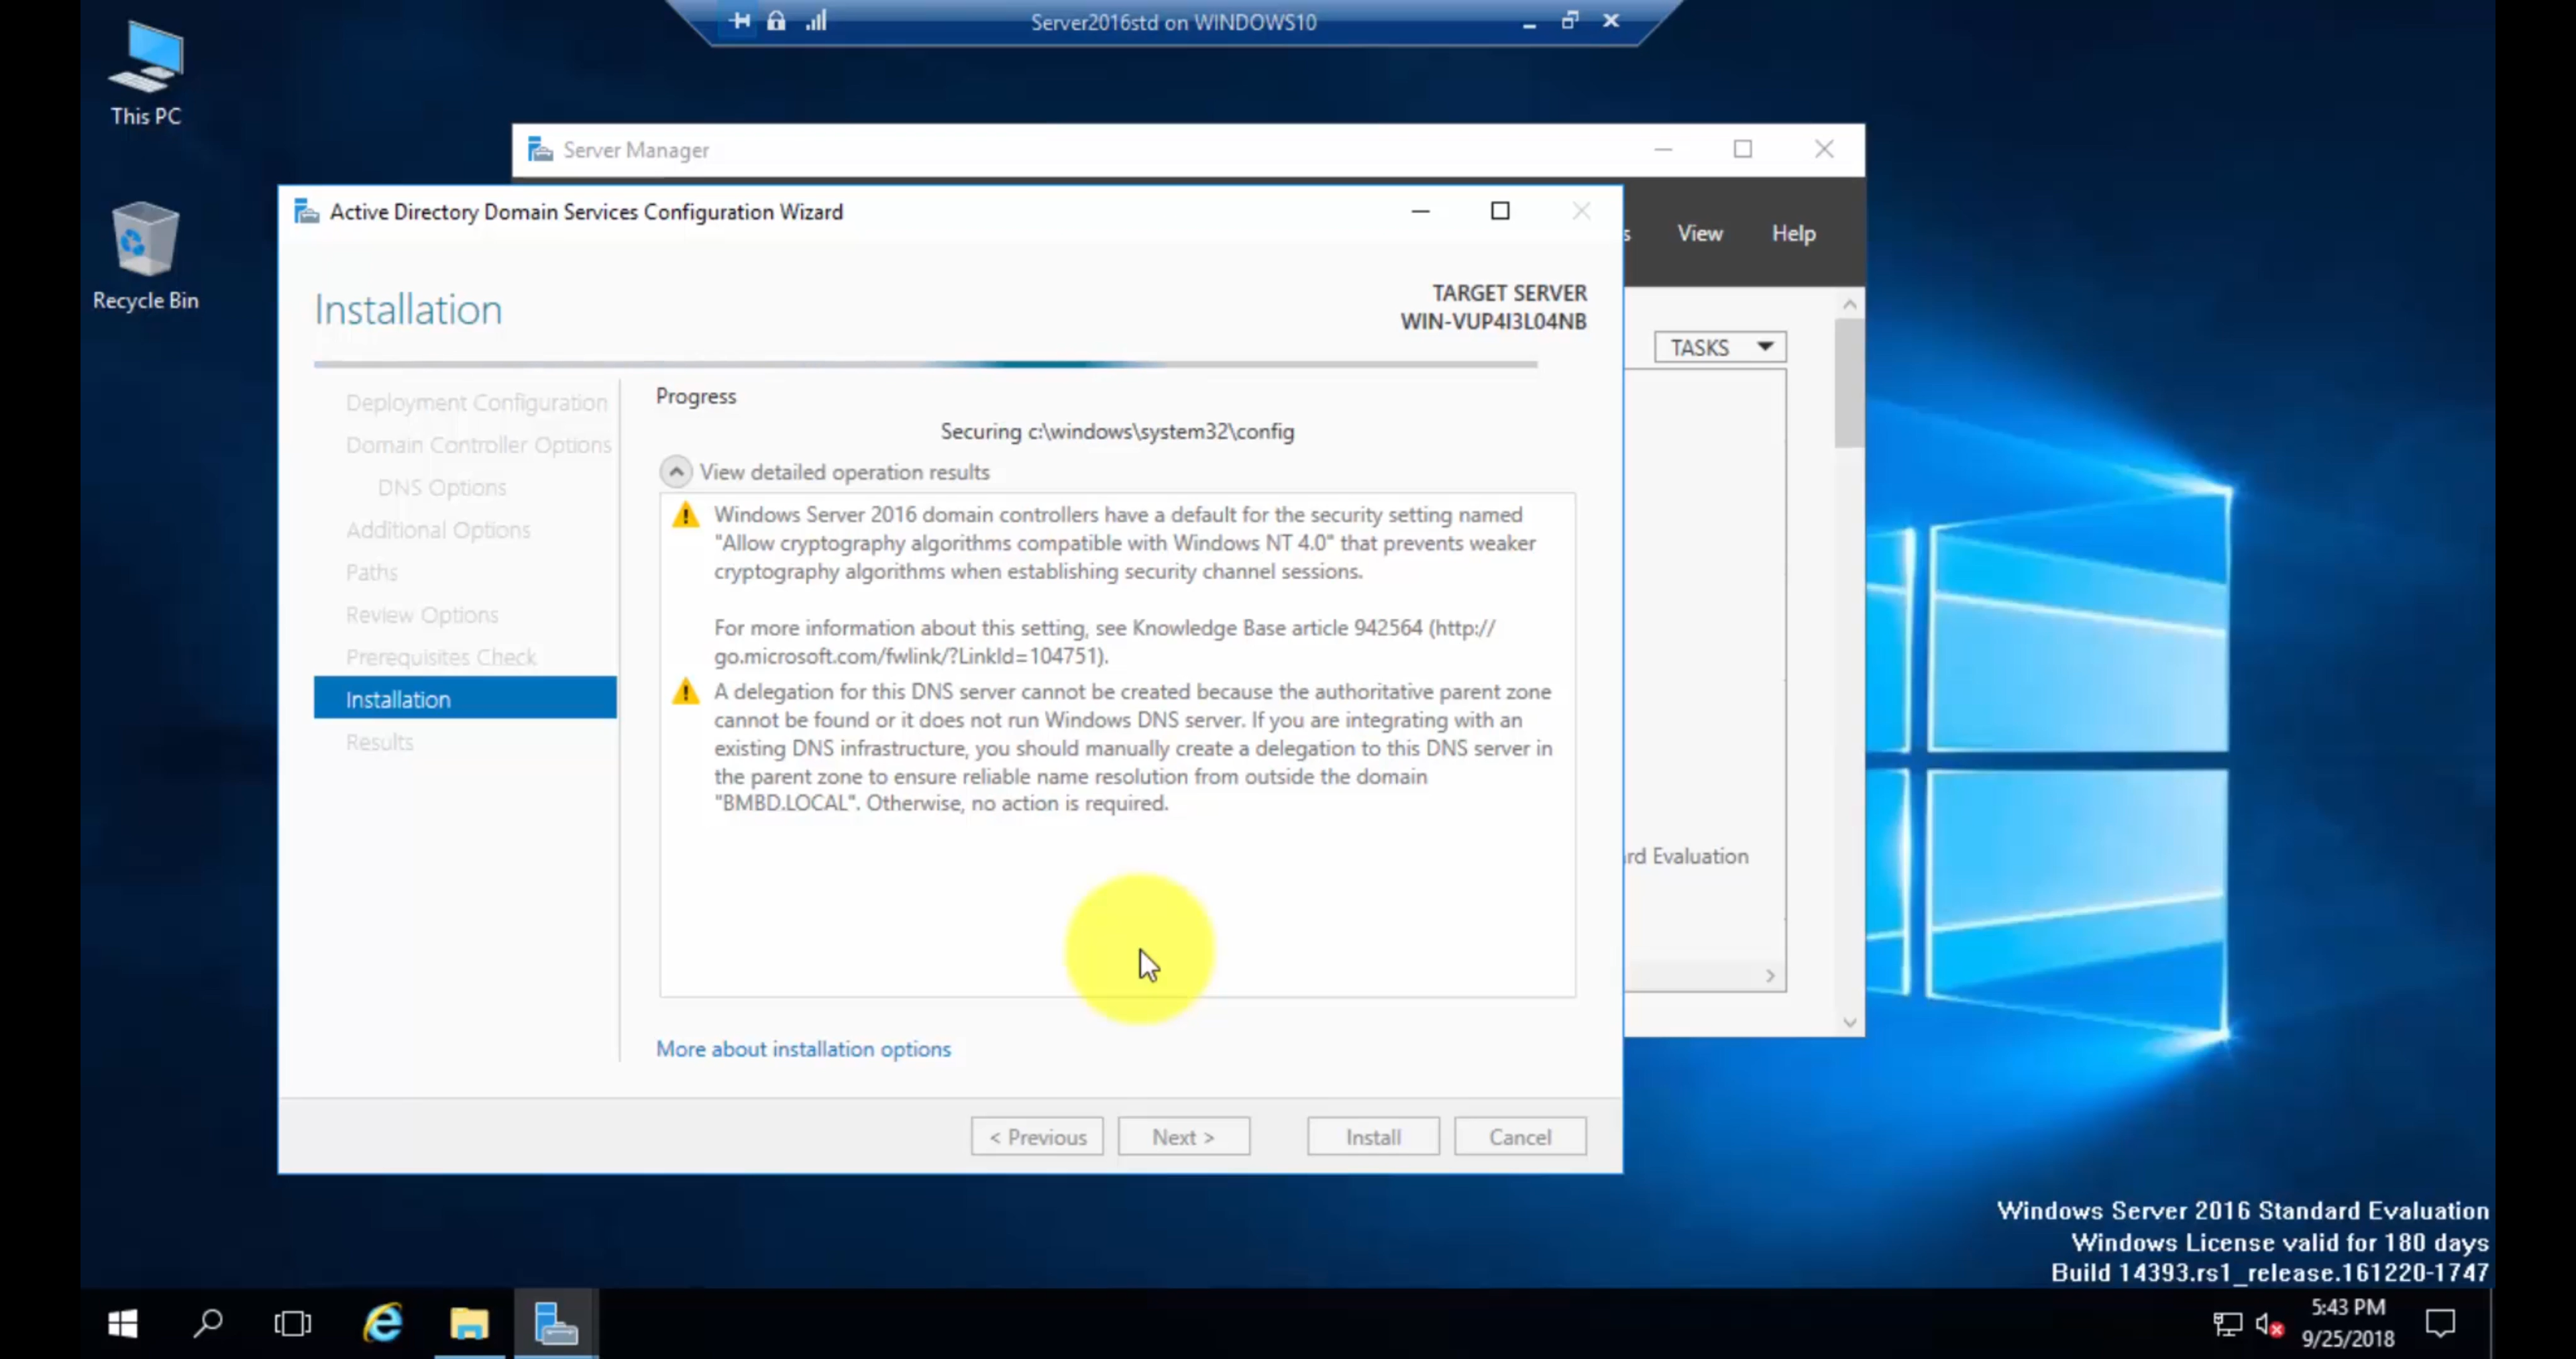 Server2016std on WINDOWS10
This PC
Recycle Bin
Server Manager
View
Help
TASKS
Active Directory Domain Services Configuration Wizard
Installation
TARGET SERVER
WIN-VUP4I3L04NB
Deployment Configuration
Domain Controller Options
DNS Options
Additional Options
Paths
Review Options
Prerequisites Check
Installation
Results
Progress
Securing c:\windows\system32\config
View detailed operation results
Windows Server 2016 domain controllers have a default for the security setting named
"Allow cryptography algorithms compatible with Windows NT 4.0" that prevents weaker
cryptography algorithms when establishing security channel sessions.
For more information about this setting, see Knowledge Base article 942564 (http://
go.microsoft.com/fwlink/?LinkId=104751).
A delegation for this DNS server cannot be created because the authoritative parent zone
cannot be found or it does not run Windows DNS server. If you are integrating with an
existing DNS infrastructure, you should manually create a delegation to this DNS server in
the parent zone to ensure reliable name resolution from outside the domain
"BMBD.LOCAL". Otherwise, no action is required.
More about installation options
< Previous
Next >
Install
Cancel
rd Evaluation
Windows Server 2016 Standard Evaluation
Windows License valid for 180 days
Build 14393.rs1_release.161220-1747
5:43 PM
9/25/2018